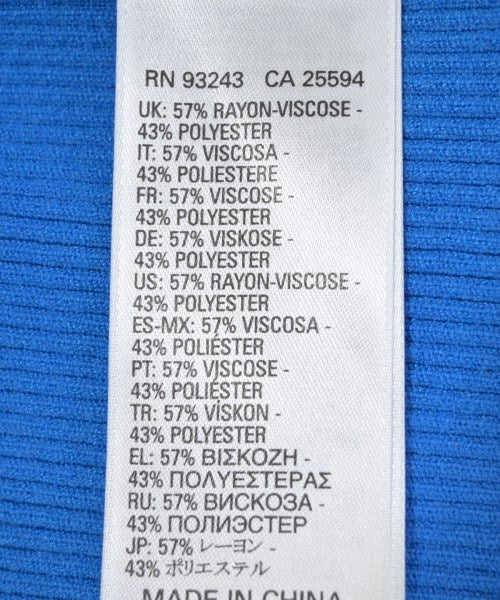 RN 93243 CA 25594
UK: 57% RAYON-VISCOSE -
43% POLYESTER
IT: 57% VISCOSA -
43% POLIESTERE
FR: 57% VISCOSE -
43% POLYESTER
DE: 57% VISKOSE -
43% POLYESTER
US: 57% RAYON-VISCOSE -
43% POLYESTER
ES-MX: 57% VISCOSA -
43% POLIÉSTER
PT: 57% VISCOSE -
43% POLIÉSTER
TR: 57% VİSKON -
43% POLYESTER
EL: 57% ΒΙΣΚΟΖΗ -
43% ΠΟΛΥΕΣΤΕΡΑΣ
RU: 57% ВИСКОЗА -
43% ПОЛИЭСТЕР
JP: 57% レーヨン -
43% ポリエステル
MADE IN CHINA